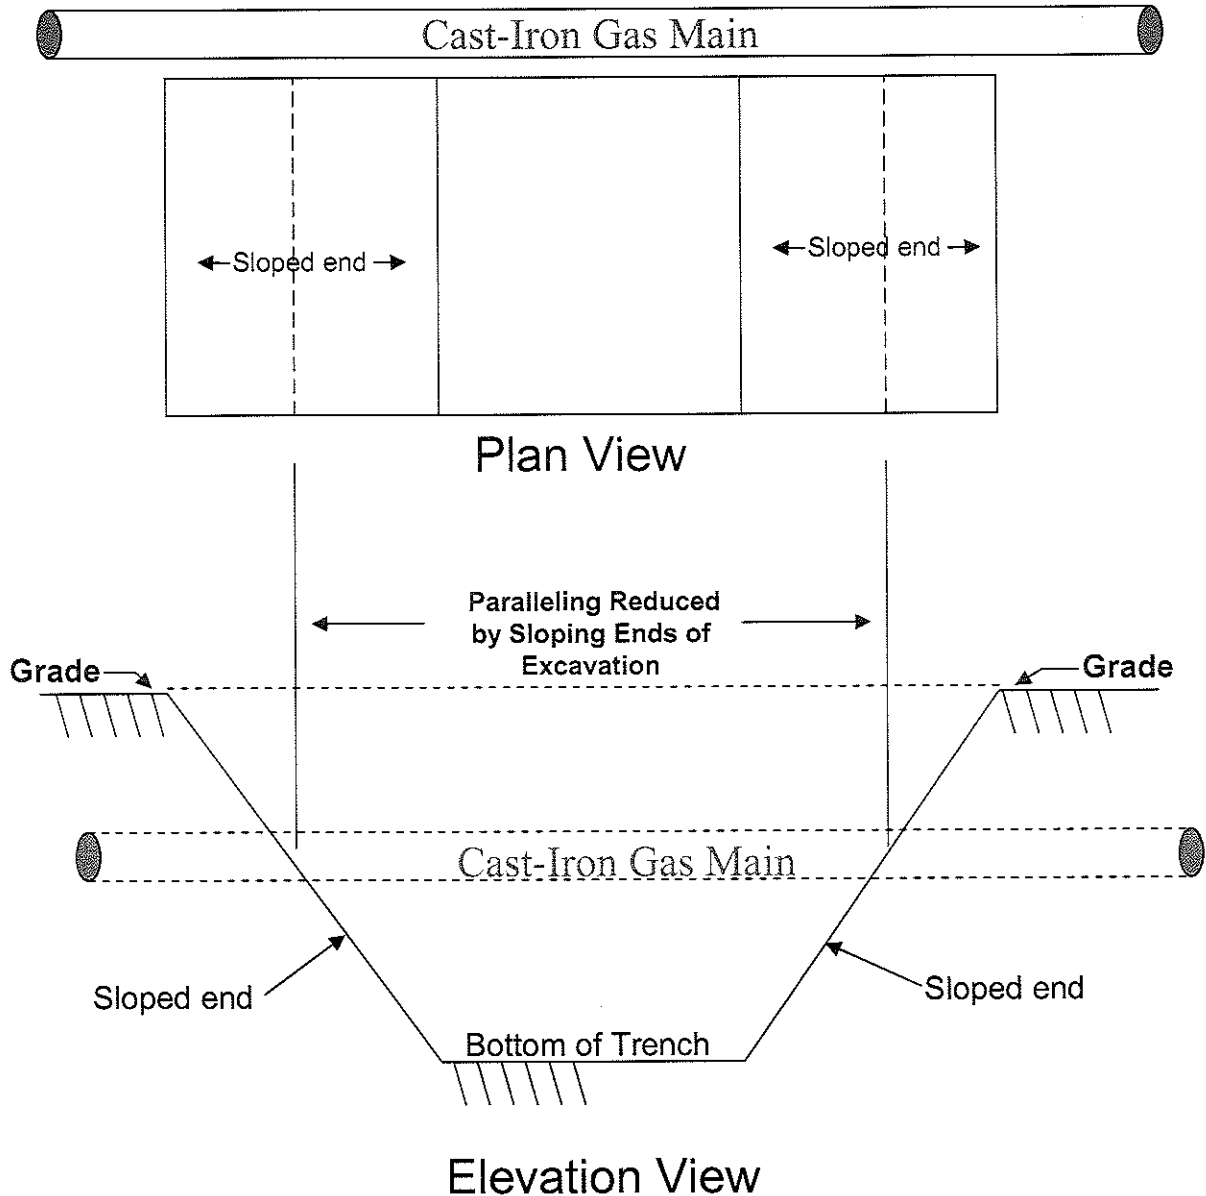 Cast-Iron Gas Main
Sloped end
Sloped end
Plan View
Paralleling Reduced
by Sloping Ends of
Excavation
Grade
Grade
Cast-Iron Gas Main
Sloped end
Sloped end
Bottom of Trench
Elevation View